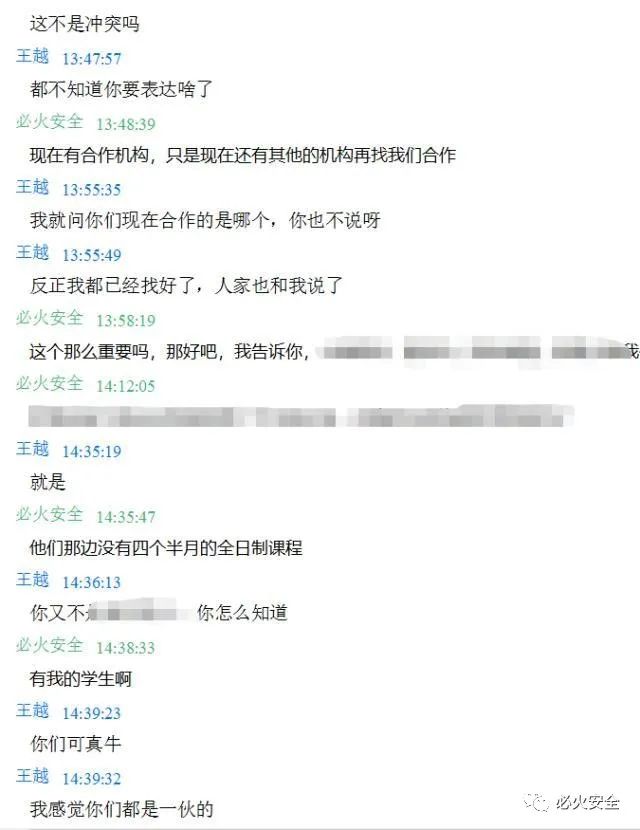 这不是冲突吗
王越 13:47:57
都不知道你要表达啥了
必火安全 13:48:39
现在有合作机构，只是现在还有其他的机构再找我们合作
王越 13:55:35
我就问你们现在合作的是哪个，你也不说呀
王越 13:55:49
反正我都已经找好了，人家也和我说了
必火安全 13:58:19
这个那么重要吗，那好吧，我告诉你，
必火安全 14:12:05
王越 14:35:19
就是
必火安全 14:35:47
他们那边没有四个半月的全日制课程
王越 14:36:13
你又不 你怎么知道
必火安全 14:38:33
有我的学生啊
王越 14:39:23
你们可真牛
王越 14:39:32
我感觉你们都是一伙的
必火安全